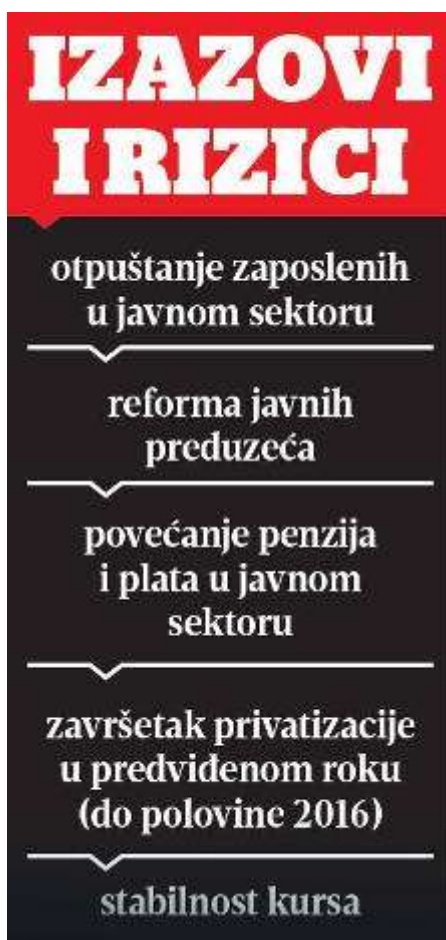 IZAZOVI
I RIZICI
otpuštanje zaposlenih
u javnom sektoru
reforma javnih
preduzeća
povećanje penzija
i plata u javnom
sektoru
završetak privatizacije
u predviđenom roku
(do polovine 2016)
stabilnost kursa